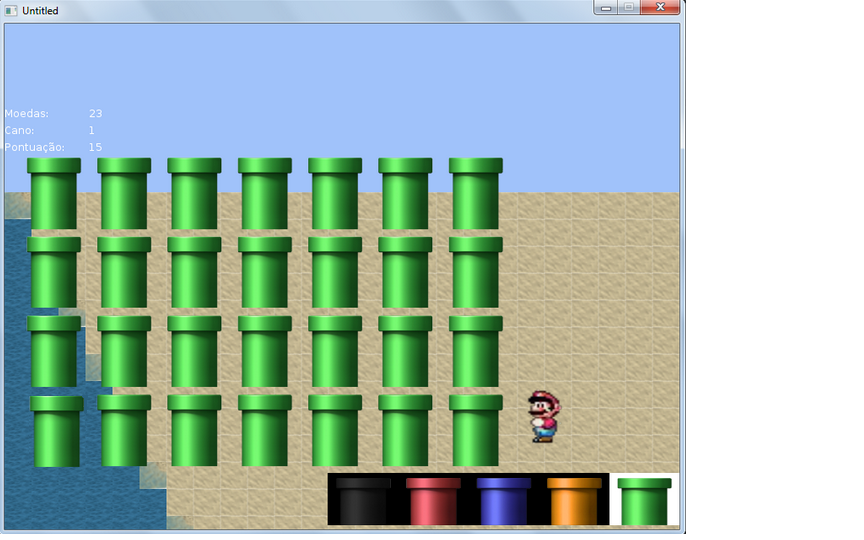 Untitled
Moedas: 23
Cano: 1
Pontuação: 15